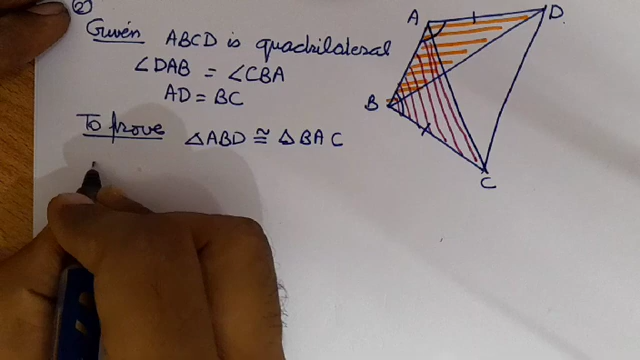 ②
Given ABCD is quadrilateral
∠DAB = ∠CBA
AD = BC
To prove △ABD ≅ △BAC
A
D
B
C